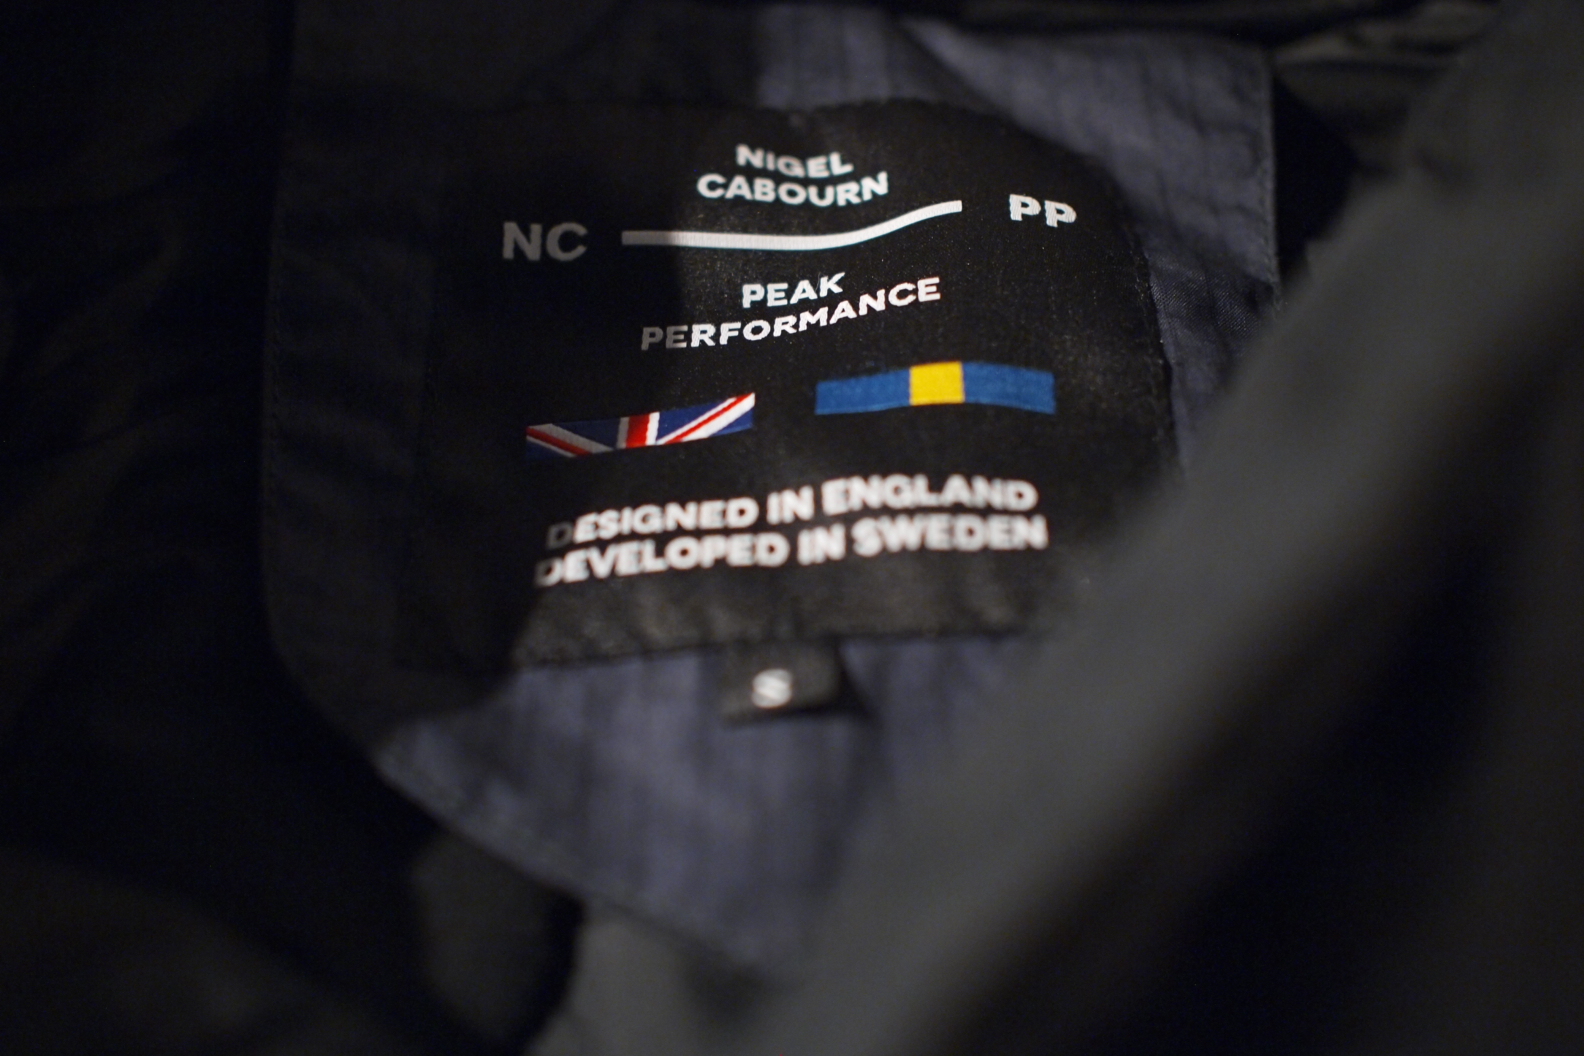 NIGEL
CABOURN
NC
PP
PEAK
PERFORMANCE
DESIGNED IN ENGLAND
DEVELOPED IN SWEDEN
S